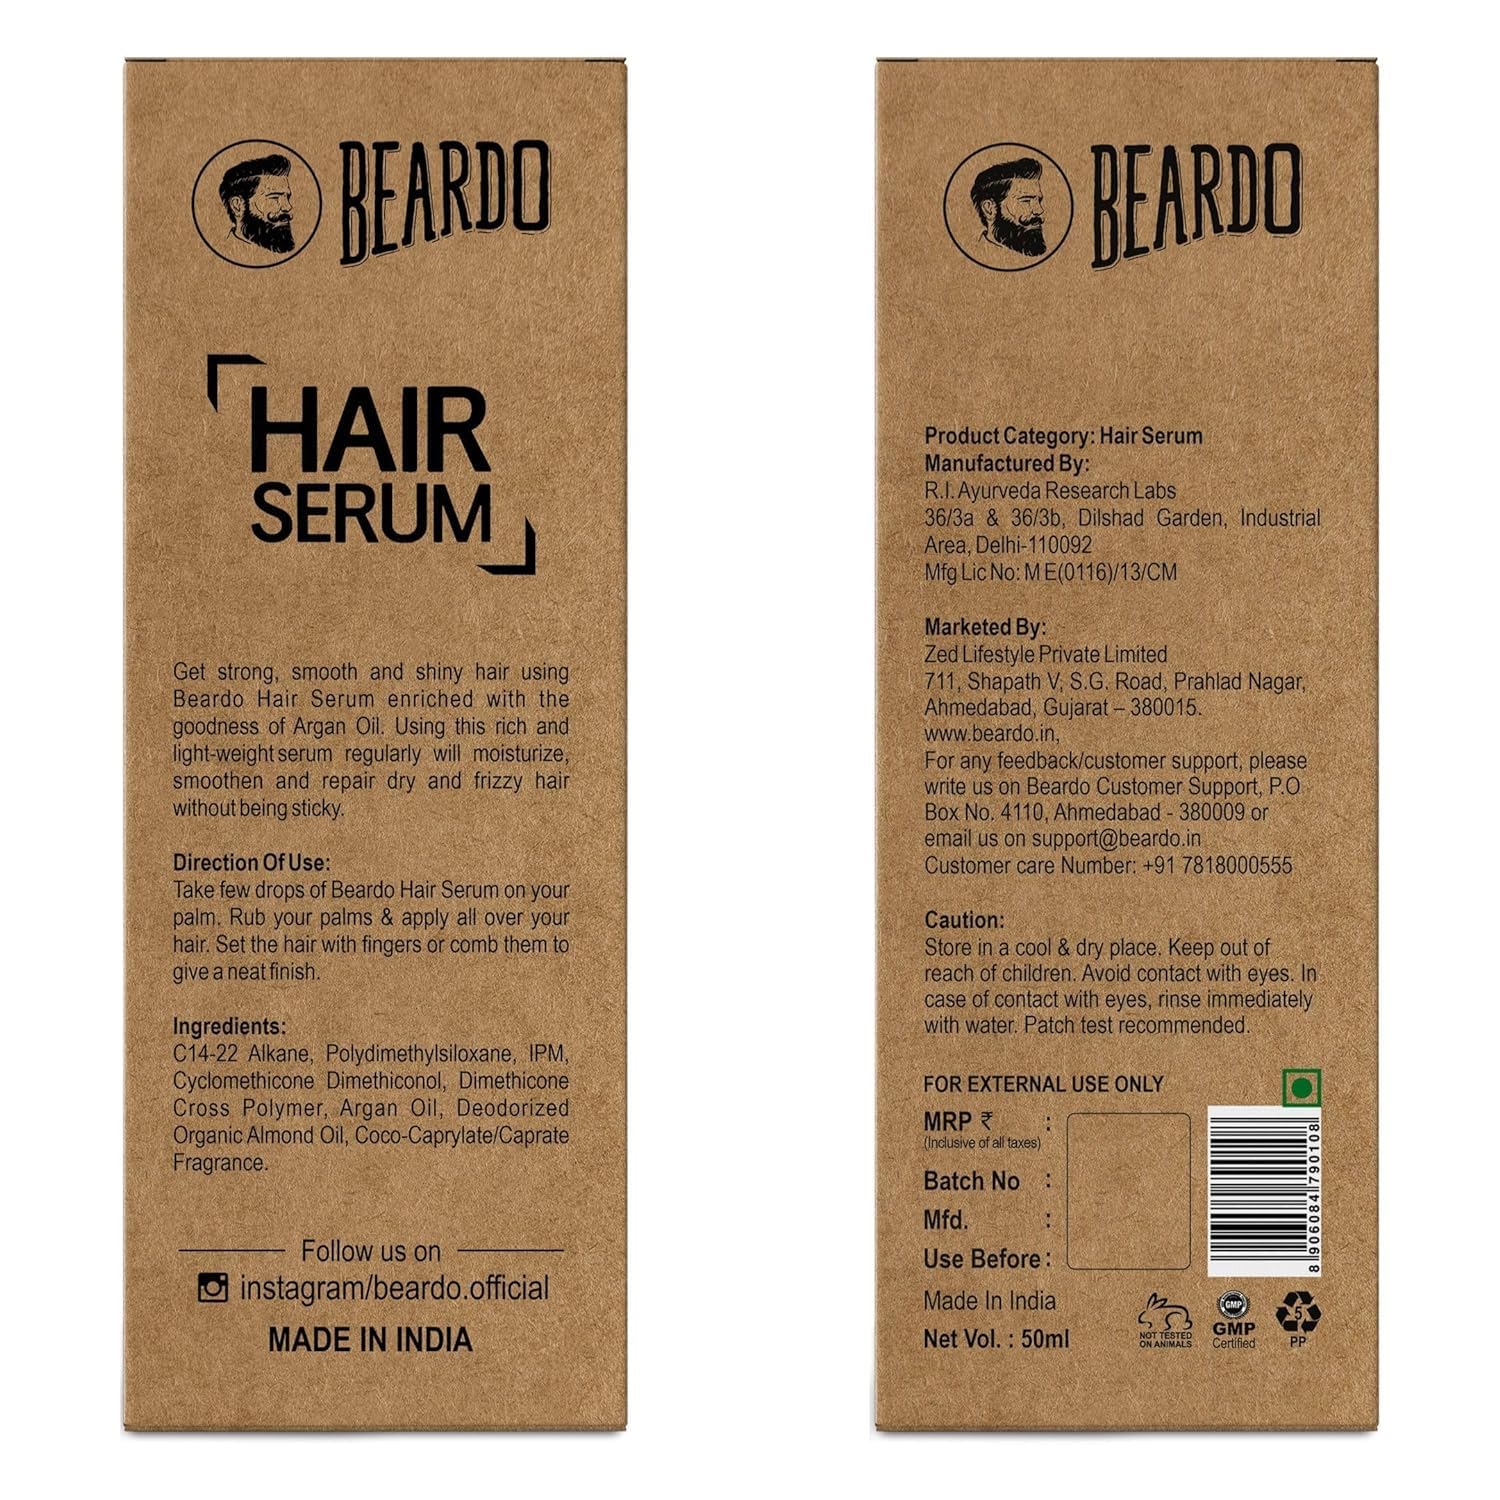 BEARDO
HAIR
SERUM
Get strong, smooth and shiny hair using
Beardo Hair Serum enriched with the
goodness of Argan Oil. Using this rich and
light-weight serum regularly will moisturize,
smoothen and repair dry and frizzy hair
without being sticky.
Direction Of Use:
Take few drops of Beardo Hair Serum on your
palm. Rub your palms & apply all over your
hair. Set the hair with fingers or comb them to
give a neat finish.
Ingredients:
C14-22 Alkane, Polydimethylsiloxane, IPM,
Cyclomethicone Dimethiconol, Dimethicone
Cross Polymer, Argan Oil, Deodorized
Organic Almond Oil, Coco-Caprylate/Caprate
Fragrance.
Follow us on
instagram/beardo.official
MADE IN INDIA
BEARDO
Product Category: Hair Serum
Manufactured By:
R.I. Ayurveda Research Labs
36/3a & 36/3b, Dilshad Garden, Industrial
Area, Delhi-110092
Mfg Lic No: M E(0116)/13/CM
Marketed By:
Zed Lifestyle Private Limited
711, Shapath V, S.G. Road, Prahlad Nagar,
Ahmedabad, Gujarat – 380015.
www.beardo.in,
For any feedback/customer support, please
write us on Beardo Customer Support, P.O
Box No. 4110, Ahmedabad - 380009 or
email us on support@beardo.in
Customer care Number: +91 7818000555
Caution:
Store in a cool & dry place. Keep out of
reach of children. Avoid contact with eyes. In
case of contact with eyes, rinse immediately
with water. Patch test recommended.
FOR EXTERNAL USE ONLY
MRP ₹ :
(Inclusive of all taxes)
Batch No :
Mfd. :
Use Before :
8 906084 790108
Made In India
Net Vol. : 50ml
NOT TESTED
ON ANIMALS
GMP
GMP
Certified
5
PP